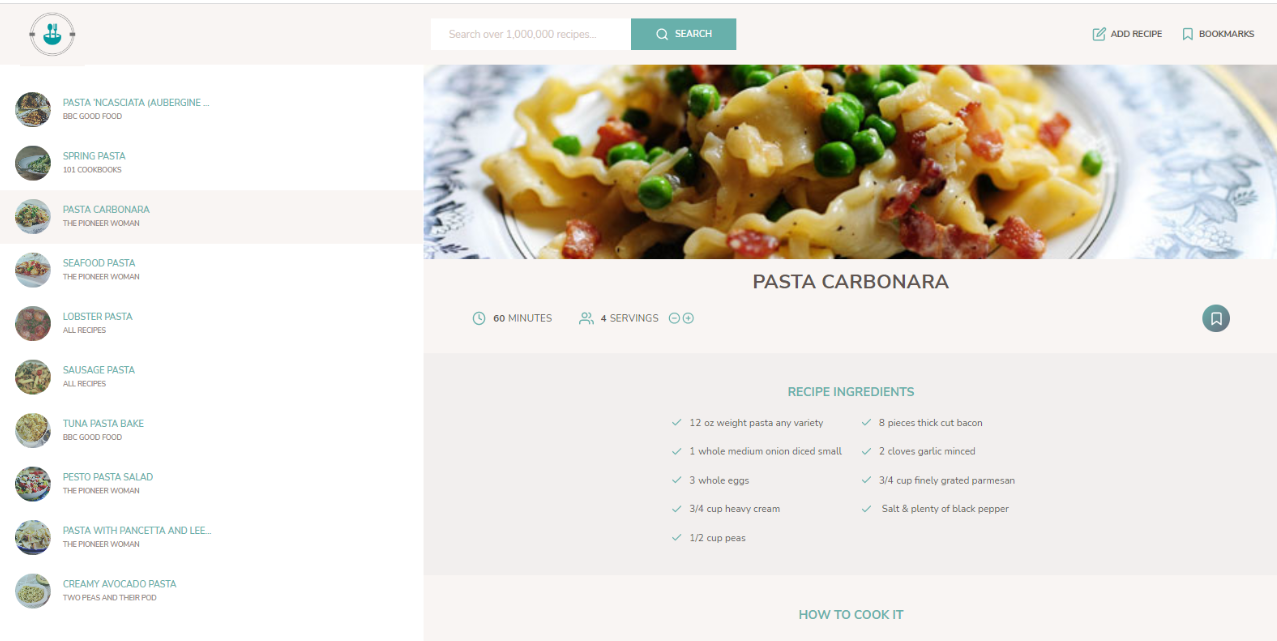 Search over 1,000,000 recipes...
SEARCH
ADD RECIPE
BOOKMARKS
PASTA 'NCASCIATA (AUBERGINE ...
BBC GOOD FOOD
SPRING PASTA
101 COOKBOOKS
PASTA CARBONARA
THE PIONEER WOMAN
SEAFOOD PASTA
THE PIONEER WOMAN
LOBSTER PASTA
ALL RECIPES
SAUSAGE PASTA
ALL RECIPES
TUNA PASTA BAKE
BBC GOOD FOOD
PESTO PASTA SALAD
THE PIONEER WOMAN
PASTA WITH PANCETTA AND LEE...
THE PIONEER WOMAN
CREAMY AVOCADO PASTA
TWO PEAS AND THEIR POD
PASTA CARBONARA
60 MINUTES
4 SERVINGS
RECIPE INGREDIENTS
12 oz weight pasta any variety
8 pieces thick cut bacon
1 whole medium onion diced small
2 cloves garlic minced
3 whole eggs
3/4 cup finely grated parmesan
3/4 cup heavy cream
Salt & plenty of black pepper
1/2 cup peas
HOW TO COOK IT